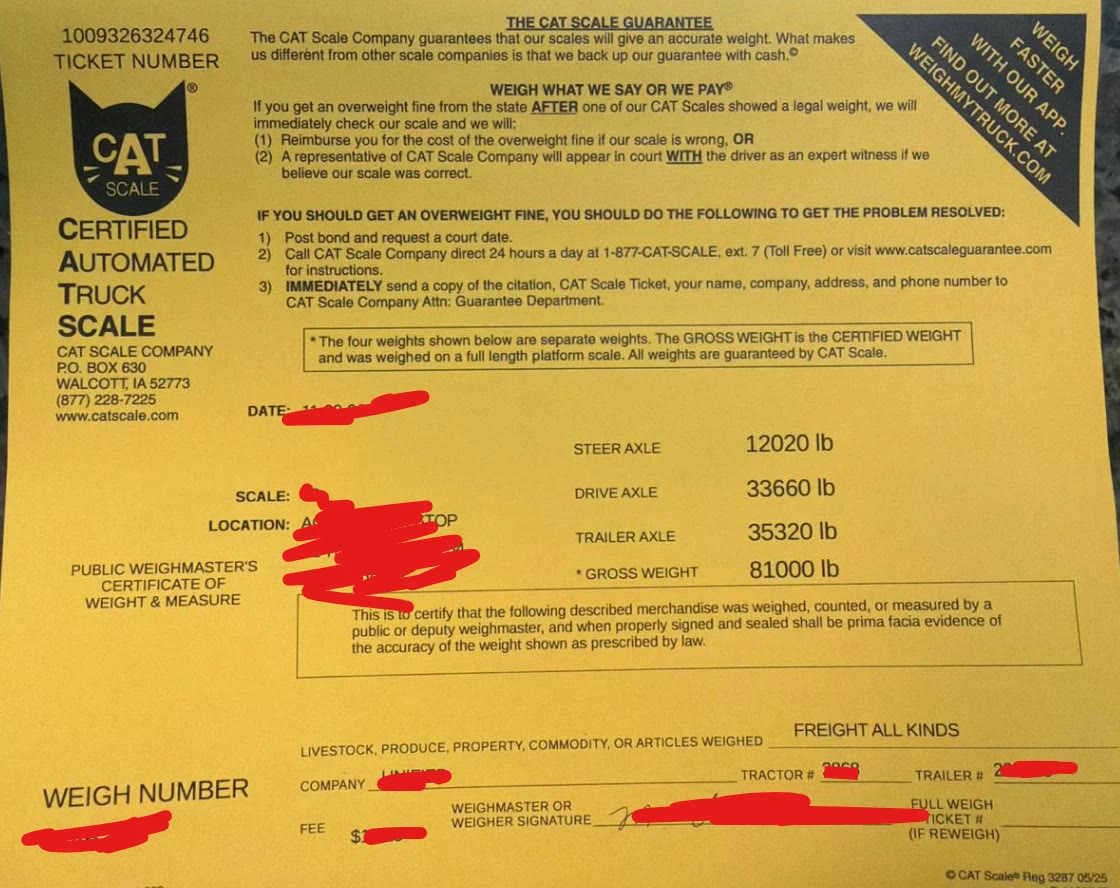 1009326324746
TICKET NUMBER
CAT
SCALE
®
CERTIFIED
AUTOMATED
TRUCK
SCALE
CAT SCALE COMPANY
P.O. BOX 630
WALCOTT, IA 52773
(877) 228-7225
www.catscale.com
THE CAT SCALE GUARANTEE
The CAT Scale Company guarantees that our scales will give an accurate weight. What makes
us different from other scale companies is that we back up our guarantee with cash.©
WEIGH WHAT WE SAY OR WE PAY®
If you get an overweight fine from the state AFTER one of our CAT Scales showed a legal weight, we will
immediately check our scale and we will:
(1) Reimburse you for the cost of the overweight fine if our scale is wrong, OR
(2) A representative of CAT Scale Company will appear in court WITH the driver as an expert witness if we
believe our scale was correct.
IF YOU SHOULD GET AN OVERWEIGHT FINE, YOU SHOULD DO THE FOLLOWING TO GET THE PROBLEM RESOLVED:
1) Post bond and request a court date.
2) Call CAT Scale Company direct 24 hours a day at 1-877-CAT-SCALE, ext. 7 (Toll Free) or visit www.catscaleguarantee.com
for instructions.
3) IMMEDIATELY send a copy of the citation, CAT Scale Ticket, your name, company, address, and phone number to
CAT Scale Company Attn: Guarantee Department.
WEIGH
FASTER
WITH OUR APP.
FIND OUT MORE AT
WEIGHMYTRUCK.COM
* The four weights shown below are separate weights. The GROSS WEIGHT is the CERTIFIED WEIGHT
and was weighed on a full length platform scale. All weights are guaranteed by CAT Scale.
DATE:
SCALE:
LOCATION:
STEER AXLE 12020 lb
DRIVE AXLE 33660 lb
TRAILER AXLE 35320 lb
* GROSS WEIGHT 81000 lb
PUBLIC WEIGHMASTER'S
CERTIFICATE OF
WEIGHT & MEASURE
This is to certify that the following described merchandise was weighed, counted, or measured by a
public or deputy weighmaster, and when properly signed and sealed shall be prima facia evidence of
the accuracy of the weight shown as prescribed by law.
LIVESTOCK, PRODUCE, PROPERTY, COMMODITY, OR ARTICLES WEIGHED FREIGHT ALL KINDS
COMPANY TRACTOR # TRAILER #
WEIGH NUMBER
FEE $
WEIGHMASTER OR
WEIGHER SIGNATURE
FULL WEIGH
TICKET #
(IF REWEIGH)
© CAT Scale® Reg 3287 05/25